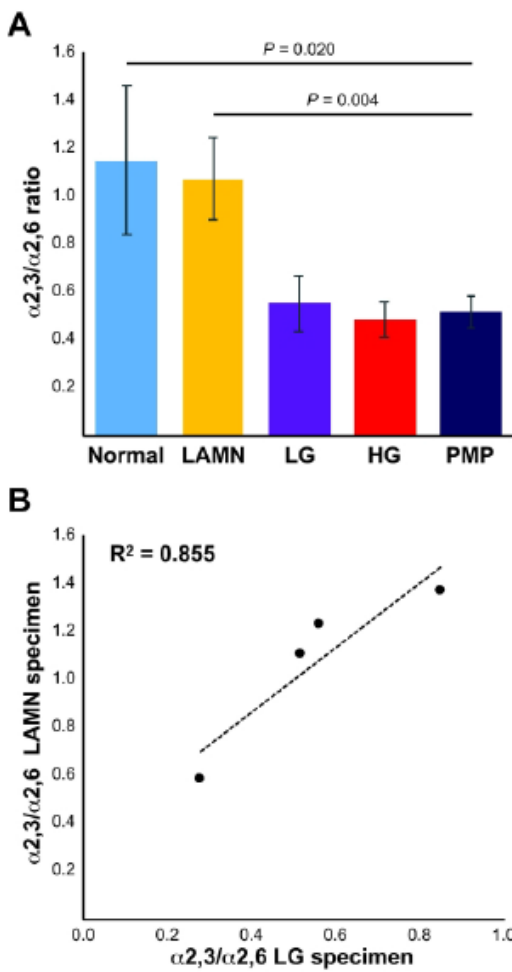 A
1.6
P = 0.020
1.4
P = 0.004
1.2
1.0
0.8
0.6
0.4
0.2
α2,3/α2,6 ratio
Normal LAMN LG HG PMP
B
1.6
R² = 0.855
1.4
1.2
1.0
0.8
0.6
0.4
0.2
α2,3/α2,6 LAMN specimen
0.0 0.2 0.4 0.6 0.8 1.0
α2,3/α2,6 LG specimen